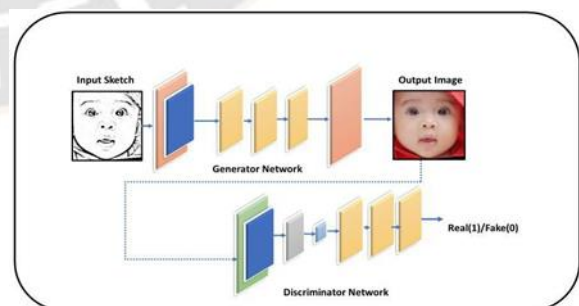 Input Sketch
Output Image
Generator Network
Real(1)/Fake(0)
Discriminator Network